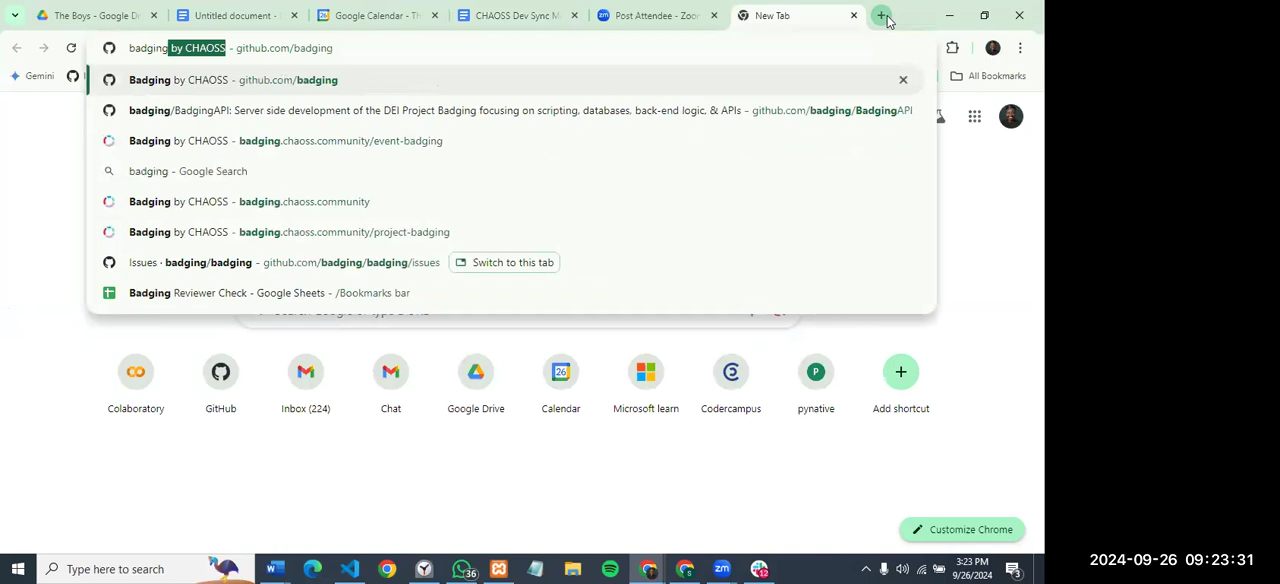 The Boys - Google Dr
Untitled document -
Google Calendar - Th
CHAOSS Dev Sync M
Post Attendee - Zoom
New Tab
badging by CHAOSS - github.com/badging
Gemini
All Bookmarks
Badging by CHAOSS - github.com/badging
badging/BadgingAPI: Server side development of the DEI Project Badging focusing on scripting, databases, back-end logic, & APIs - github.com/badging/BadgingAPI
Badging by CHAOSS - badging.chaoss.community/event-badging
badging - Google Search
Badging by CHAOSS - badging.chaoss.community
Badging by CHAOSS - badging.chaoss.community/project-badging
Issues · badging/badging - github.com/badging/badging/issues Switch to this tab
Badging Reviewer Check - Google Sheets - /Bookmarks bar
26
P
Colaboratory
GitHub
Inbox (224)
Chat
Google Drive
Calendar
Microsoft learn
Codercampus
pynative
Add shortcut
Customize Chrome
Type here to search
36
zm
12
3:23 PM
9/26/2024
3
2024-09-26 09:23:31